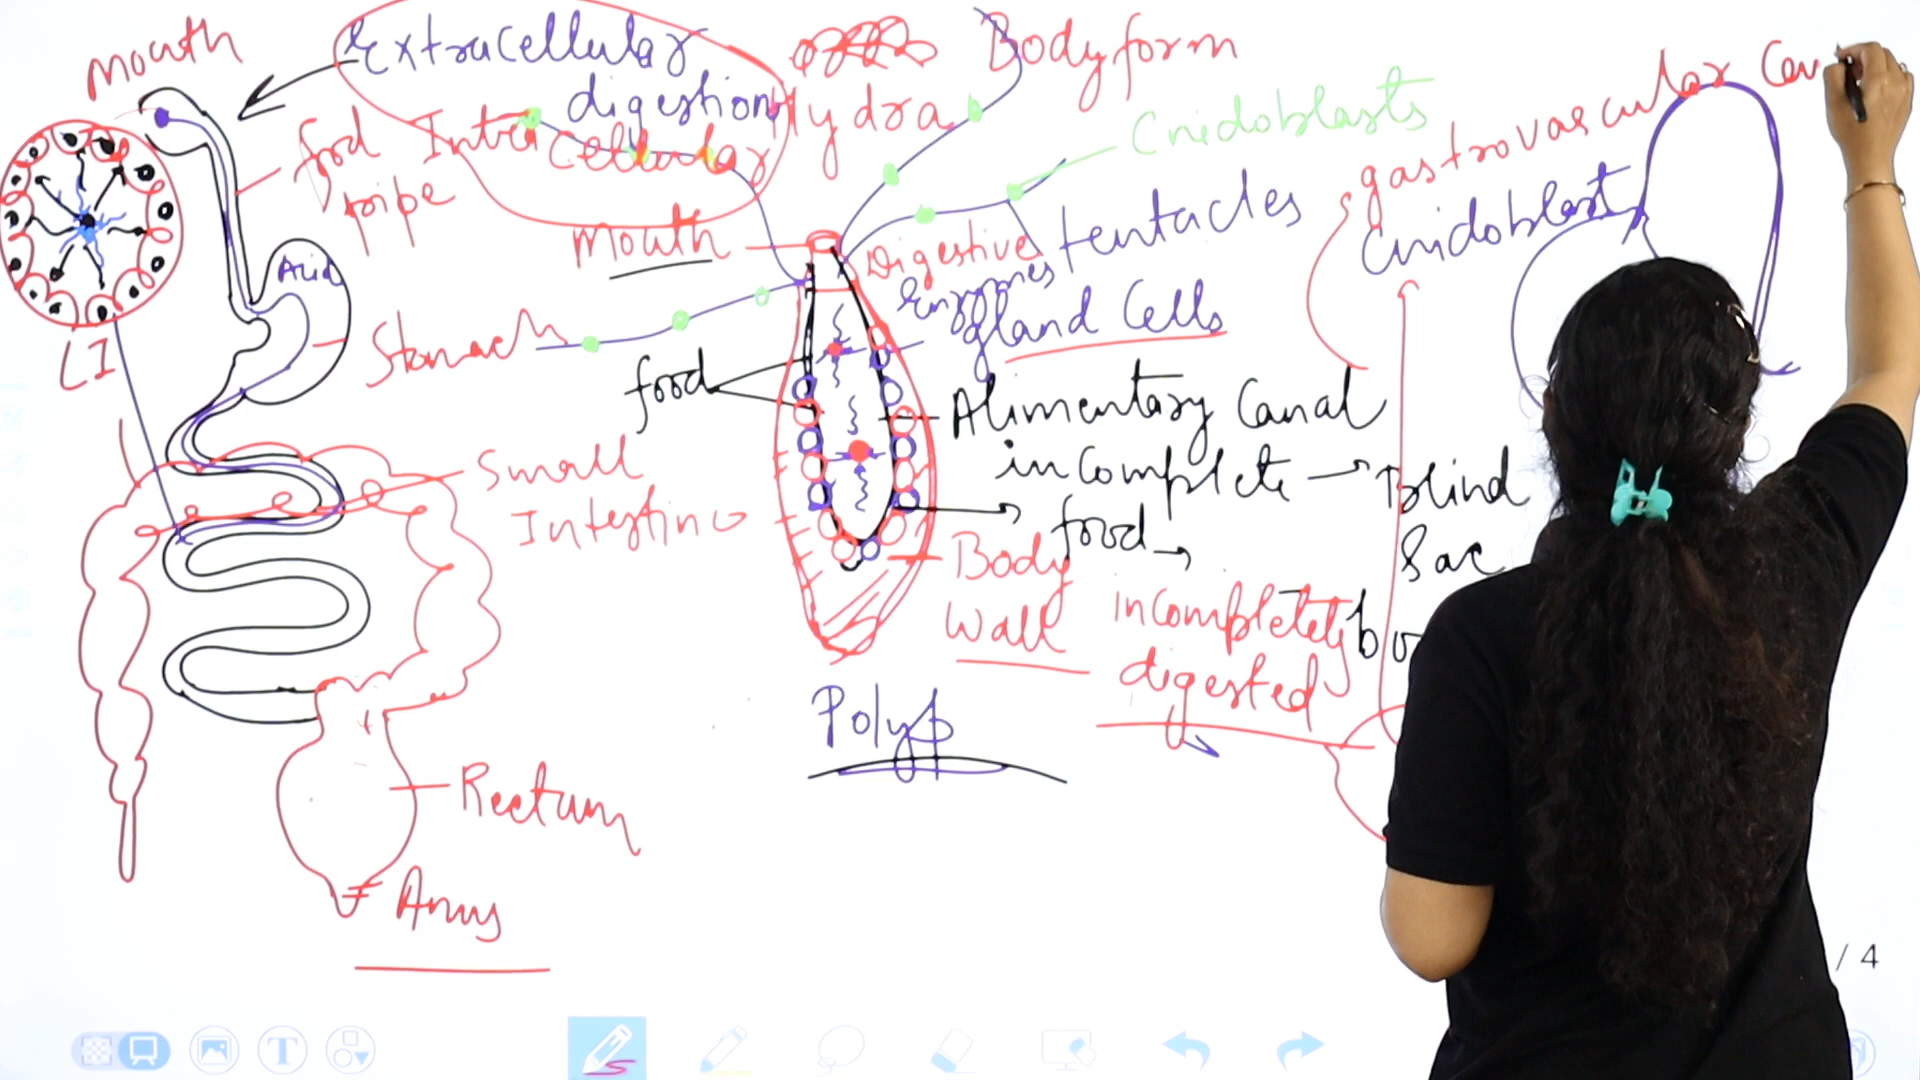 Mouth
Extracellular
digestion
Hydra
Body form
gastrovascular Cav
food
pipe
Intra
Cellular
Cnidoblasts
Cnidoblast
Mouth
Digestive
Enzymes
tentacles
gland Cells
Acid
LI
Stomach
food
Alimentary Canal
incomplete → Blind
Sac
food →
Small
Intestine
Body
Wall
incompletely
digested
Polyp
Rectum
Anus
/ 4
T